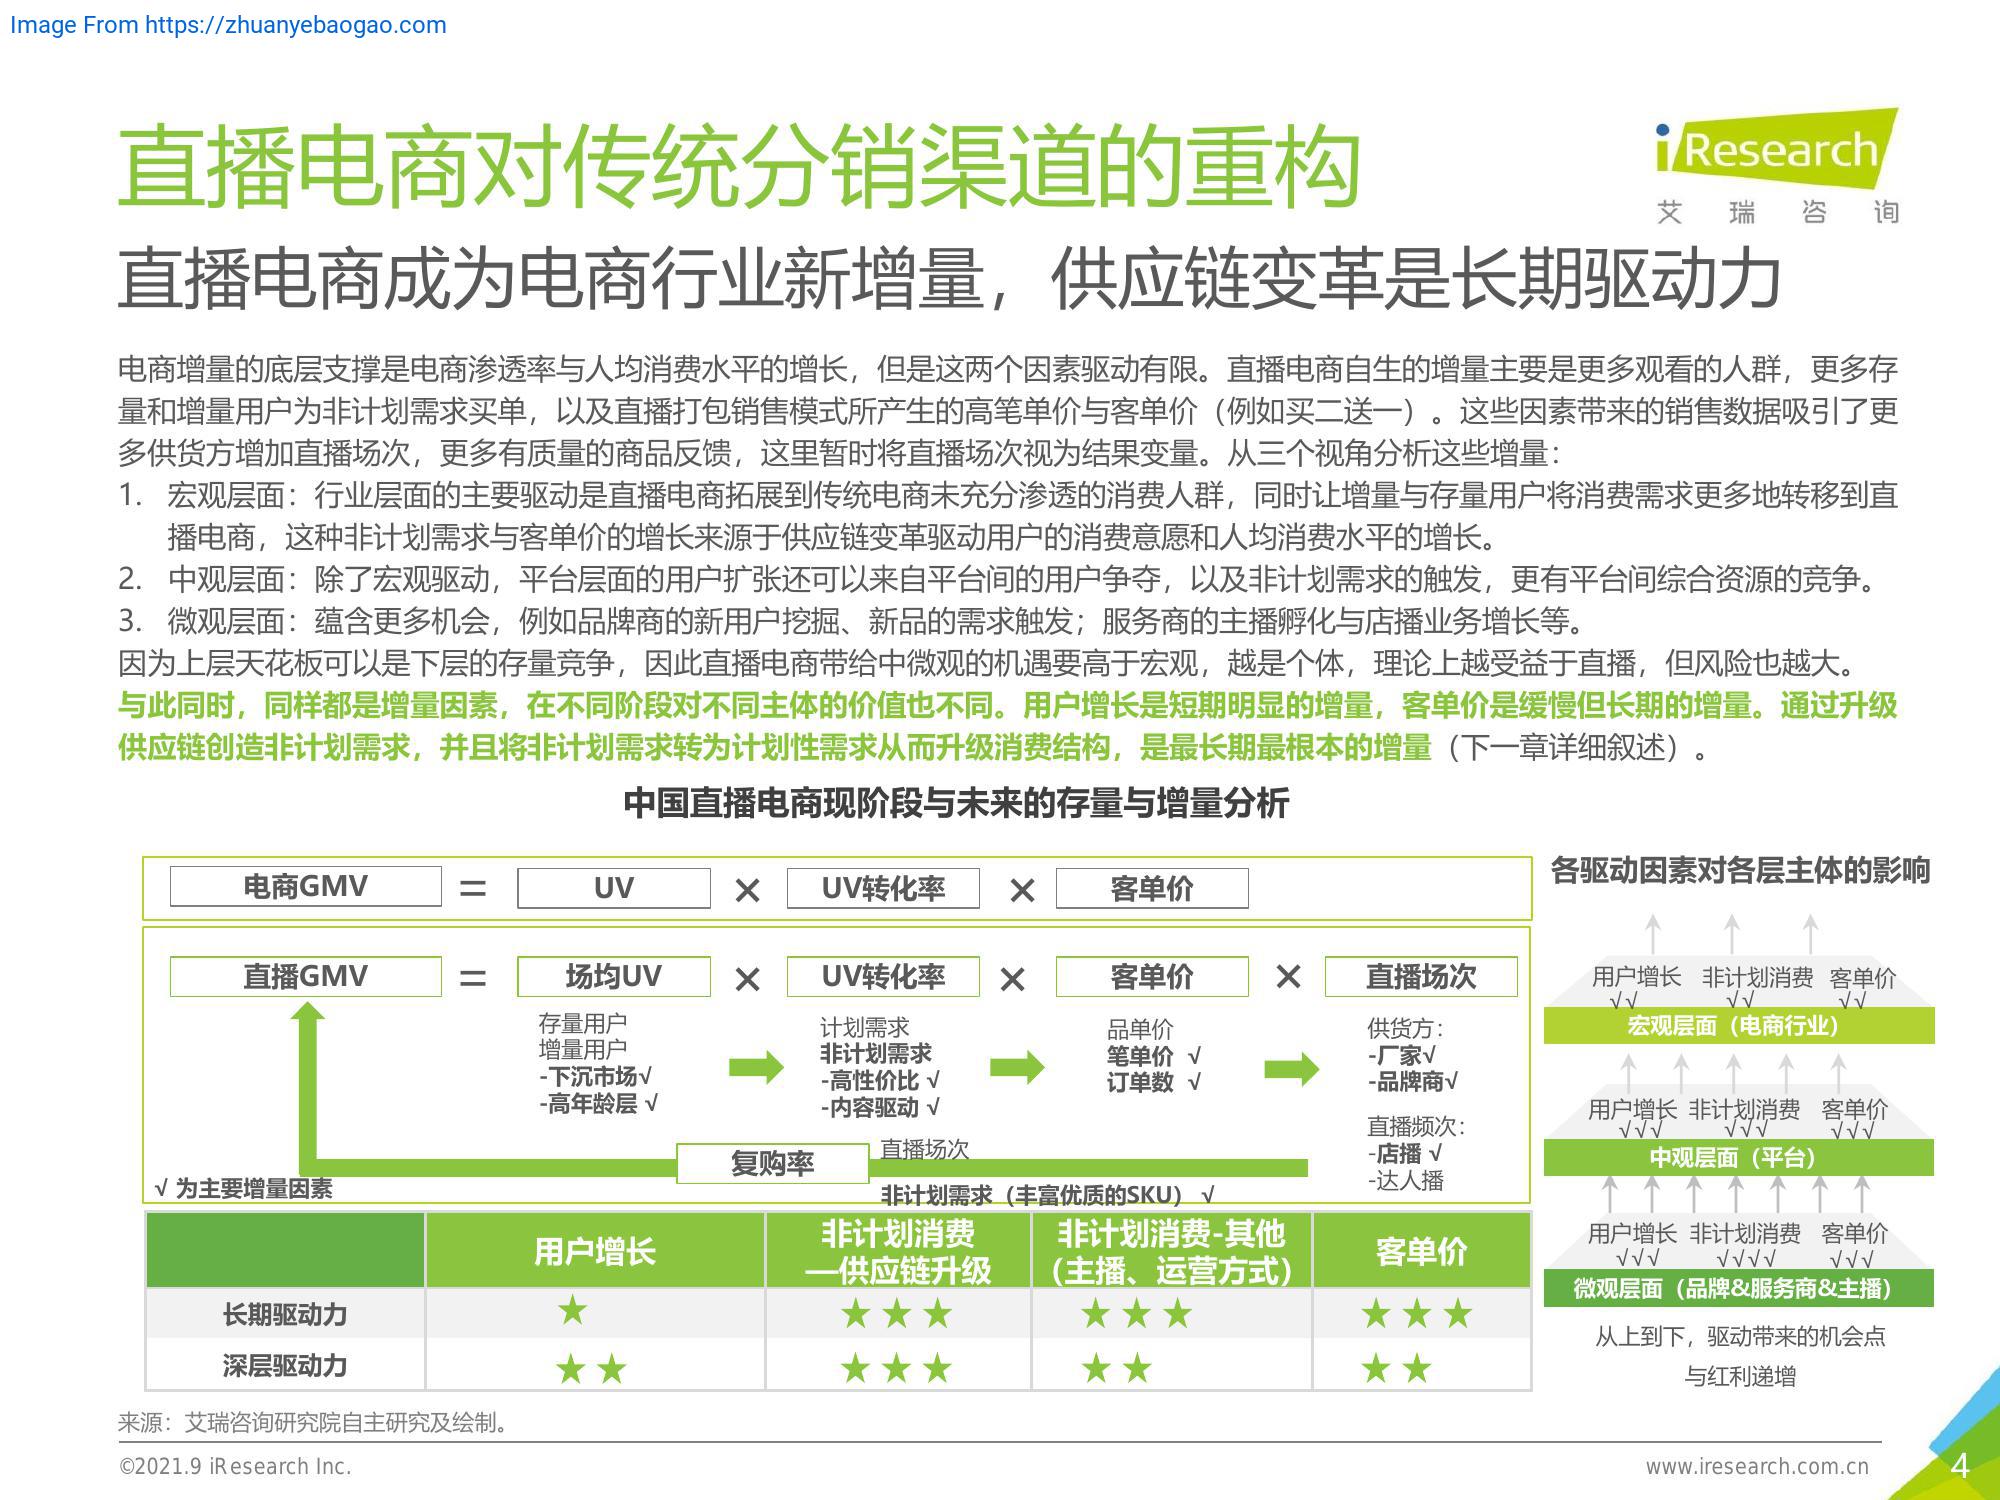 Image From https://zhuanyebaogao.com
直播电商对传统分销渠道的重构
iResearch
艾瑞咨询
直播电商成为电商行业新增量，供应链变革是长期驱动力
电商增量的底层支撑是电商渗透率与人均消费水平的增长，但是这两个因素驱动有限。直播电商自生的增量主要是更多观看的人群，更多存
量和增量用户为非计划需求买单，以及直播打包销售模式所产生的高笔单价与客单价（例如买二送一）。这些因素带来的销售数据吸引了更
多供货方增加直播场次，更多有质量的商品反馈，这里暂时将直播场次视为结果变量。从三个视角分析这些增量：
1. 宏观层面：行业层面的主要驱动是直播电商拓展到传统电商未充分渗透的消费人群，同时让增量与存量用户将消费需求更多地转移到直
播电商，这种非计划需求与客单价的增长来源于供应链变革驱动用户的消费意愿和人均消费水平的增长。
2. 中观层面：除了宏观驱动，平台层面的用户扩张还可以来自平台间的用户争夺，以及非计划需求的触发，更有平台间综合资源的竞争。
3. 微观层面：蕴含更多机会，例如品牌商的新用户挖掘、新品的需求触发；服务商的主播孵化与店播业务增长等。
因为上层天花板可以是下层的存量竞争，因此直播电商带给中微观的机遇要高于宏观，越是个体，理论上越受益于直播，但风险也越大。
与此同时，同样都是增量因素，在不同阶段对不同主体的价值也不同。用户增长是短期明显的增量，客单价是缓慢但长期的增量。通过升级
供应链创造非计划需求，并且将非计划需求转为计划性需求从而升级消费结构，是最长期最根本的增量（下一章详细叙述）。
中国直播电商现阶段与未来的存量与增量分析
电商GMV = UV × UV转化率 × 客单价
直播GMV = 场均UV × UV转化率 × 客单价 × 直播场次
存量用户
增量用户
-下沉市场√
-高年龄层 √
计划需求
非计划需求
-高性价比 √
-内容驱动 √
品单价
笔单价 √
订单数 √
供货方：
-厂家√
-品牌商√
直播频次：
-店播 √
-达人播
复购率
直播场次
非计划需求（丰富优质的SKU） √
√ 为主要增量因素
用户增长
非计划消费
—供应链升级
非计划消费-其他
（主播、运营方式）
客单价
长期驱动力 ★ ★★★ ★★★ ★★★
深层驱动力 ★★ ★★★ ★★ ★★
各驱动因素对各层主体的影响
用户增长 非计划消费 客单价
√√ √√ √√
宏观层面（电商行业）
用户增长 非计划消费 客单价
√√√ √√√ √√√
中观层面（平台）
用户增长 非计划消费 客单价
√√√ √√√√ √√√
微观层面（品牌&服务商&主播）
从上到下，驱动带来的机会点
与红利递增
来源：艾瑞咨询研究院自主研究及绘制。
©2021.9 iResearch Inc.
www.iresearch.com.cn
4